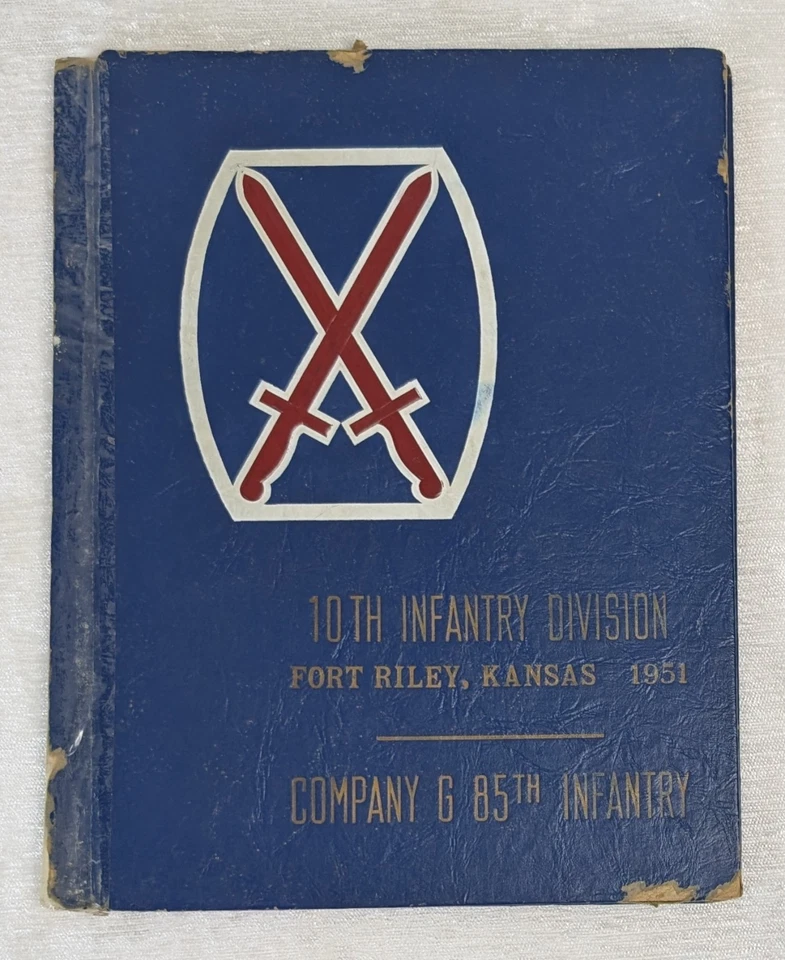 10TH INFANTRY DIVISION
FORT RILEY, KANSAS 1951
COMPANY G 85TH INFANTRY